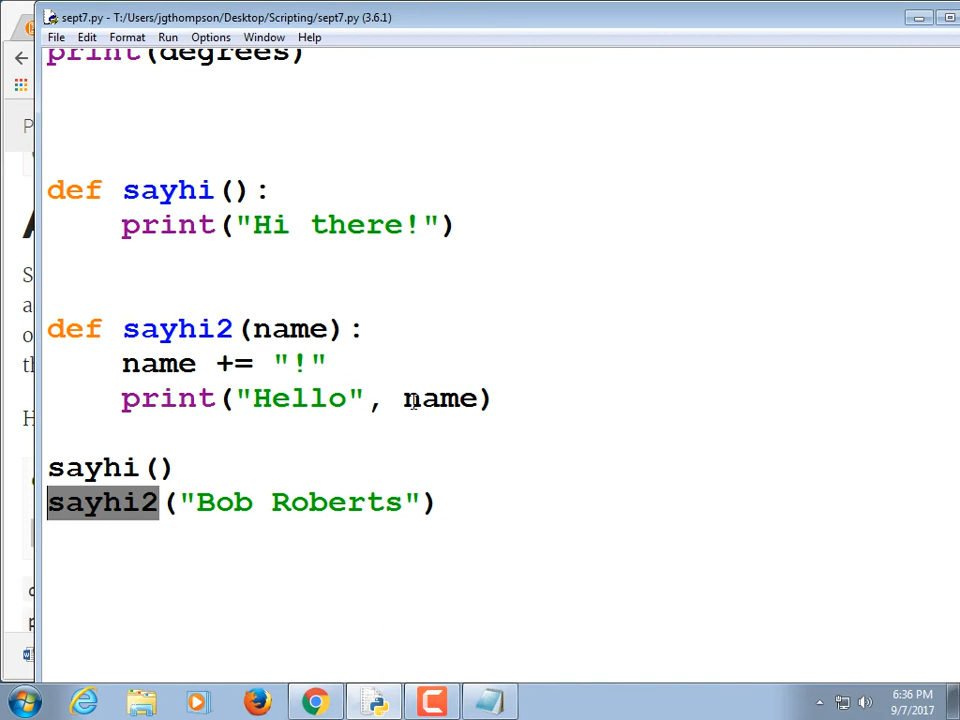 sept7.py - T:/Users/jgthompson/Desktop/Scripting/sept7.py (3.6.1)
File Edit Format Run Options Window Help
print(degrees)
def sayhi():
    print("Hi there!")
def sayhi2(name):
    name += "!"
    print("Hello", name)
sayhi()
sayhi2("Bob Roberts")
6:36 PM
9/7/2017